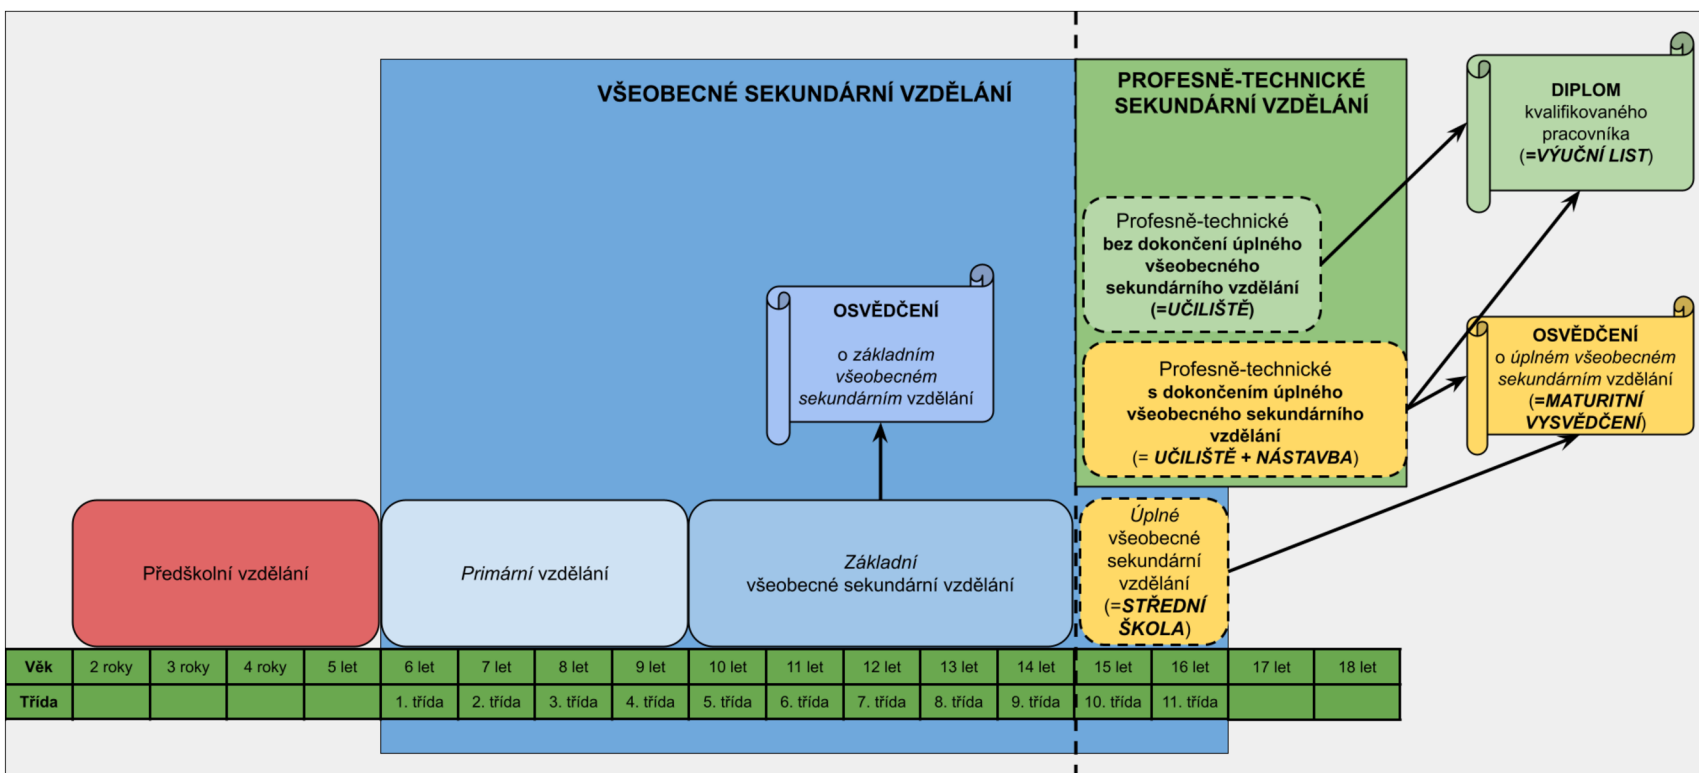 VŠEOBECNÉ SEKUNDÁRNÍ VZDĚLÁNÍ
PROFESNĚ-TECHNICKÉ
SEKUNDÁRNÍ VZDĚLÁNÍ
DIPLOM
kvalifikovaného
pracovníka
(=VÝUČNÍ LIST)
Profesně-technické
bez dokončení úplného
všeobecného
sekundárního vzdělání
(=UČILIŠTĚ)
OSVĚDČENÍ
o základním
všeobecném
sekundárním vzdělání
Profesně-technické
s dokončením úplného
všeobecného sekundárního
vzdělání
(= UČILIŠTĚ + NÁSTAVBA)
OSVĚDČENÍ
o úplném všeobecném
sekundárním vzdělání
(=MATURITNÍ
VYSVĚDČENÍ)
Předškolní vzdělání
Primární vzdělání
Základní
všeobecné sekundární vzdělání
Úplné
všeobecné
sekundární
vzdělání
(=STŘEDNÍ
ŠKOLA)
Věk 2 roky 3 roky 4 roky 5 let 6 let 7 let 8 let 9 let 10 let 11 let 12 let 13 let 14 let 15 let 16 let 17 let 18 let
Třída 1. třída 2. třída 3. třída 4. třída 5. třída 6. třída 7. třída 8. třída 9. třída 10. třída 11. třída